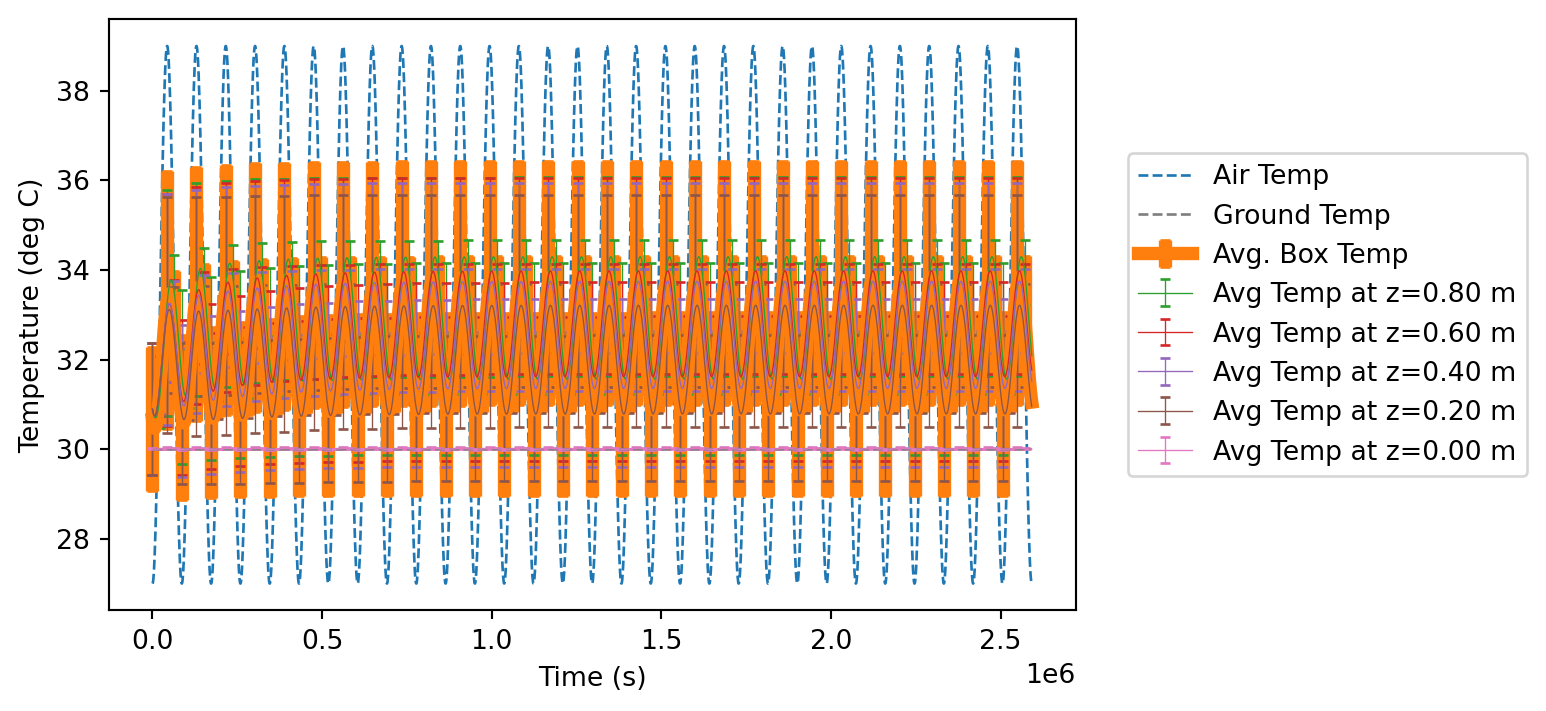 Temperature (deg C)
38
36
34
32
30
28
0.0 0.5 1.0 1.5 2.0 2.5
1e6
Time (s)
Air Temp
Ground Temp
Avg. Box Temp
Avg Temp at z=0.80 m
Avg Temp at z=0.60 m
Avg Temp at z=0.40 m
Avg Temp at z=0.20 m
Avg Temp at z=0.00 m